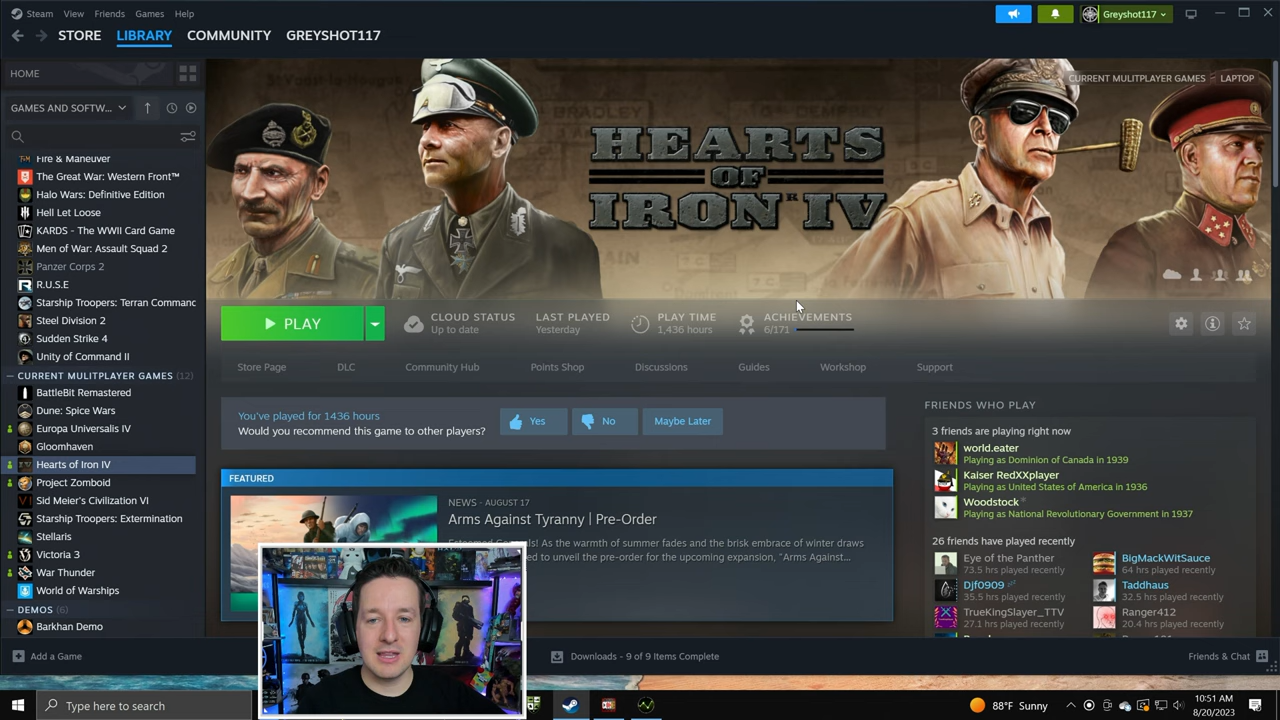 Steam View Friends Games Help
Greyshot117
STORE LIBRARY COMMUNITY GREYSHOT117
HOME
GAMES AND SOFTW...
Fire & Maneuver
The Great War: Western Front™
He Wars: Definitive Edition
Hell Let Loose
KARDS - The WWII Card Game
Men of War: Assault Squad 2
Panzer Corps 2
R.U.S.E
Starship Troopers: Terran Command
Steel Division 2
Sudden Strike 4
Unity of Command II
CURRENT MULITPLAYER GAMES (12)
BattleBit Remastered
Dune: Spice Wars
Europa Universalis IV
Gloomhaven
Hearts of Iron IV
Project Zomboid
Sid Meier's Civilization VI
Starship Troopers: Extermination
Stellaris
Victoria 3
War Thunder
World of Warships
DEMOS (6)
Barkhan Demo
Add a Game
CURRENT MULITPLAYER GAMES LAPTOP
BRADLEY
HEARTS
OF
IRON IV
PLAY
CLOUD STATUS
Up to date
LAST PLAYED
Yesterday
PLAY TIME
1,436 hours
ACHIEVEMENTS
6/171
Store Page DLC Community Hub Points Shop Discussions Guides Workshop Support
You've played for 1436 hours
Would you recommend this game to other players?
Yes No Maybe Later
FEATURED
NEWS - AUGUST 17
Arms Against Tyranny | Pre-Order
As the warmth of summer fades and the brisk embrace of winter draws
to unveil the pre-order for the upcoming expansion, "Arms Against...
FRIENDS WHO PLAY
3 friends are playing right now
world.eater
Playing as Dominion of Canada in 1939
Kaiser RedXXplayer
Playing as United States of America in 1936
Woodstock
Playing as National Revolutionary Government in 1937
26 friends have played recently
Eye of the Panther
73.5 hrs played recently
BigMackWitSauce
64 hrs played recently
Djf0909
35.5 hrs played recently
Taddhaus
32.5 hrs played recently
TrueKingSlayer_TTV
27.1 hrs played recently
Ranger412
20.4 hrs played recently
Downloads - 9 of 9 Items Complete
Friends & Chat
Type here to search
88°F Sunny
10:51 AM
8/20/2023